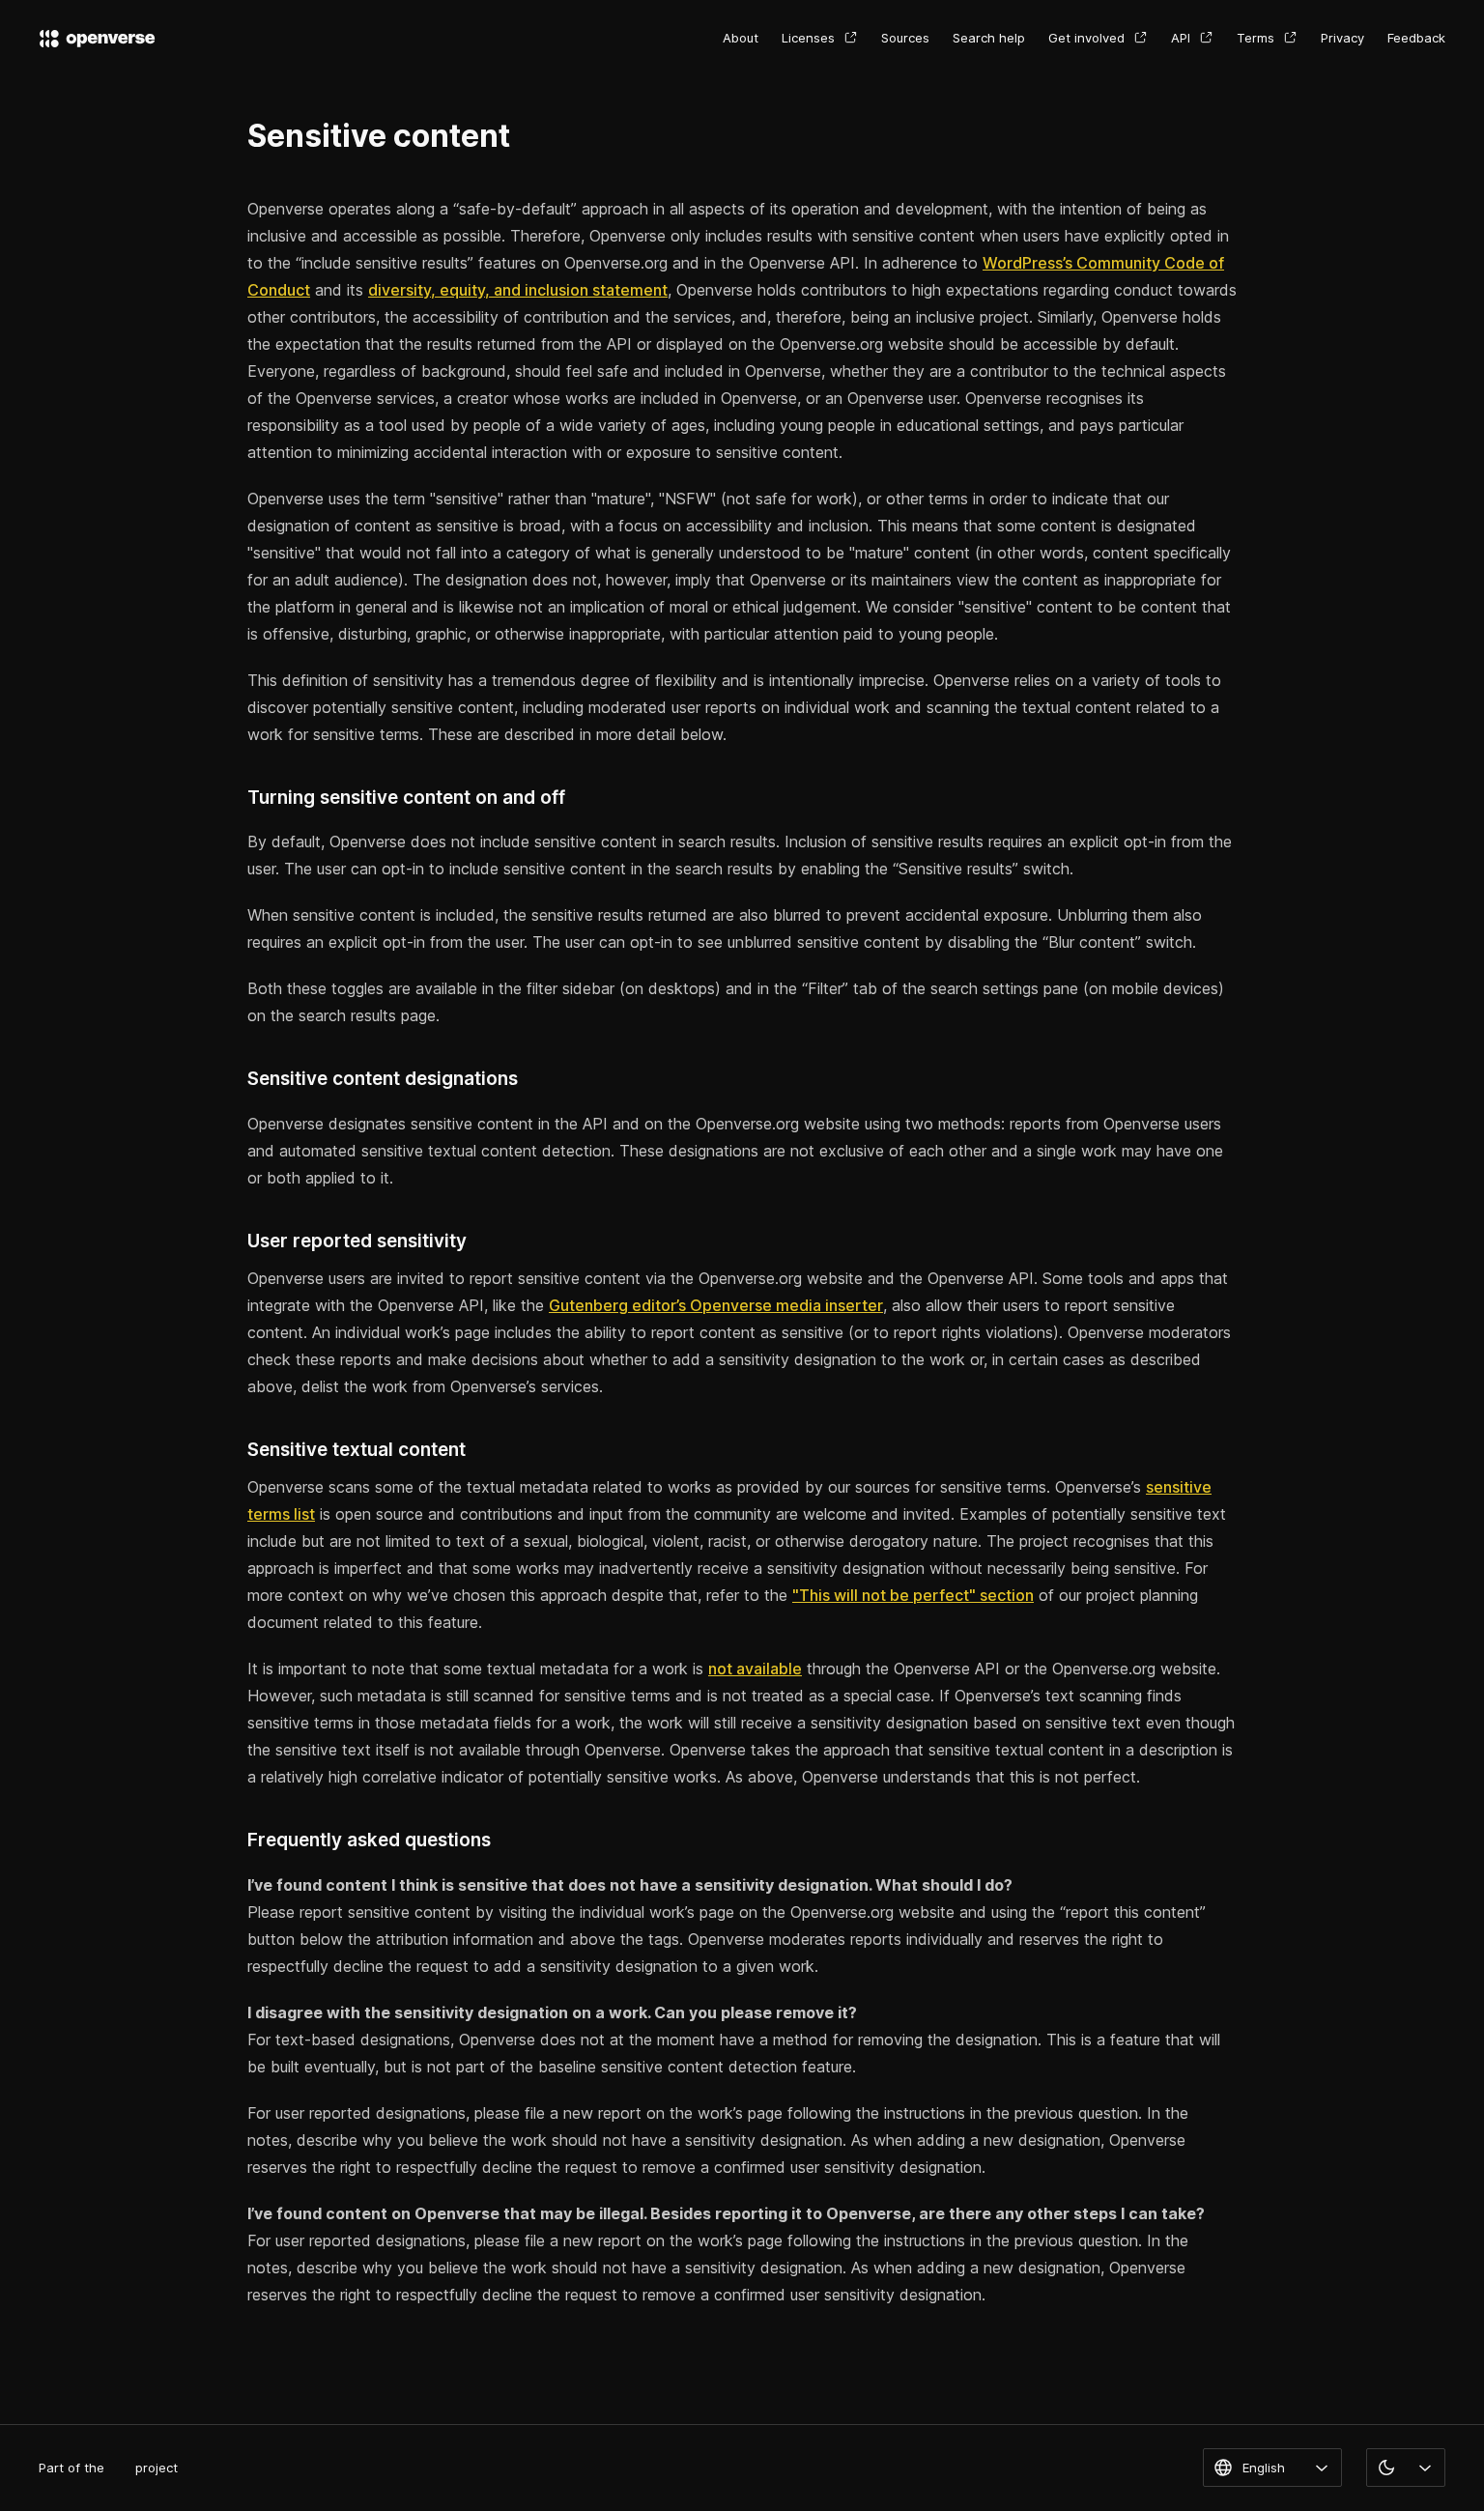 openverse
About Licenses Sources Search help Get involved API Terms Privacy Feedback
Sensitive content
Openverse operates along a “safe-by-default” approach in all aspects of its operation and development, with the intention of being as
inclusive and accessible as possible. Therefore, Openverse only includes results with sensitive content when users have explicitly opted in
to the “include sensitive results” features on Openverse.org and in the Openverse API. In adherence to WordPress’s Community Code of
Conduct and its diversity, equity, and inclusion statement, Openverse holds contributors to high expectations regarding conduct towards
other contributors, the accessibility of contribution and the services, and, therefore, being an inclusive project. Similarly, Openverse holds
the expectation that the results returned from the API or displayed on the Openverse.org website should be accessible by default.
Everyone, regardless of background, should feel safe and included in Openverse, whether they are a contributor to the technical aspects
of the Openverse services, a creator whose works are included in Openverse, or an Openverse user. Openverse recognises its
responsibility as a tool used by people of a wide variety of ages, including young people in educational settings, and pays particular
attention to minimizing accidental interaction with or exposure to sensitive content.
Openverse uses the term "sensitive" rather than "mature", "NSFW" (not safe for work), or other terms in order to indicate that our
designation of content as sensitive is broad, with a focus on accessibility and inclusion. This means that some content is designated
"sensitive" that would not fall into a category of what is generally understood to be "mature" content (in other words, content specifically
for an adult audience). The designation does not, however, imply that Openverse or its maintainers view the content as inappropriate for
the platform in general and is likewise not an implication of moral or ethical judgement. We consider "sensitive" content to be content that
is offensive, disturbing, graphic, or otherwise inappropriate, with particular attention paid to young people.
This definition of sensitivity has a tremendous degree of flexibility and is intentionally imprecise. Openverse relies on a variety of tools to
discover potentially sensitive content, including moderated user reports on individual work and scanning the textual content related to a
work for sensitive terms. These are described in more detail below.
Turning sensitive content on and off
By default, Openverse does not include sensitive content in search results. Inclusion of sensitive results requires an explicit opt-in from the
user. The user can opt-in to include sensitive content in the search results by enabling the “Sensitive results” switch.
When sensitive content is included, the sensitive results returned are also blurred to prevent accidental exposure. Unblurring them also
requires an explicit opt-in from the user. The user can opt-in to see unblurred sensitive content by disabling the “Blur content” switch.
Both these toggles are available in the filter sidebar (on desktops) and in the “Filter” tab of the search settings pane (on mobile devices)
on the search results page.
Sensitive content designations
Openverse designates sensitive content in the API and on the Openverse.org website using two methods: reports from Openverse users
and automated sensitive textual content detection. These designations are not exclusive of each other and a single work may have one
or both applied to it.
User reported sensitivity
Openverse users are invited to report sensitive content via the Openverse.org website and the Openverse API. Some tools and apps that
integrate with the Openverse API, like the Gutenberg editor’s Openverse media inserter, also allow their users to report sensitive
content. An individual work’s page includes the ability to report content as sensitive (or to report rights violations). Openverse moderators
check these reports and make decisions about whether to add a sensitivity designation to the work or, in certain cases as described
above, delist the work from Openverse’s services.
Sensitive textual content
Openverse scans some of the textual metadata related to works as provided by our sources for sensitive terms. Openverse’s sensitive
terms list is open source and contributions and input from the community are welcome and invited. Examples of potentially sensitive text
include but are not limited to text of a sexual, biological, violent, racist, or otherwise derogatory nature. The project recognises that this
approach is imperfect and that some works may inadvertently receive a sensitivity designation without necessarily being sensitive. For
more context on why we’ve chosen this approach despite that, refer to the "This will not be perfect" section of our project planning
document related to this feature.
It is important to note that some textual metadata for a work is not available through the Openverse API or the Openverse.org website.
However, such metadata is still scanned for sensitive terms and is not treated as a special case. If Openverse’s text scanning finds
sensitive terms in those metadata fields for a work, the work will still receive a sensitivity designation based on sensitive text even though
the sensitive text itself is not available through Openverse. Openverse takes the approach that sensitive textual content in a description is
a relatively high correlative indicator of potentially sensitive works. As above, Openverse understands that this is not perfect.
Frequently asked questions
I’ve found content I think is sensitive that does not have a sensitivity designation. What should I do?
Please report sensitive content by visiting the individual work’s page on the Openverse.org website and using the “report this content”
button below the attribution information and above the tags. Openverse moderates reports individually and reserves the right to
respectfully decline the request to add a sensitivity designation to a given work.
I disagree with the sensitivity designation on a work. Can you please remove it?
For text-based designations, Openverse does not at the moment have a method for removing the designation. This is a feature that will
be built eventually, but is not part of the baseline sensitive content detection feature.
For user reported designations, please file a new report on the work’s page following the instructions in the previous question. In the
notes, describe why you believe the work should not have a sensitivity designation. As when adding a new designation, Openverse
reserves the right to respectfully decline the request to remove a confirmed user sensitivity designation.
I’ve found content on Openverse that may be illegal. Besides reporting it to Openverse, are there any other steps I can take?
For user reported designations, please file a new report on the work’s page following the instructions in the previous question. In the
notes, describe why you believe the work should not have a sensitivity designation. As when adding a new designation, Openverse
reserves the right to respectfully decline the request to remove a confirmed user sensitivity designation.
Part of the project
English